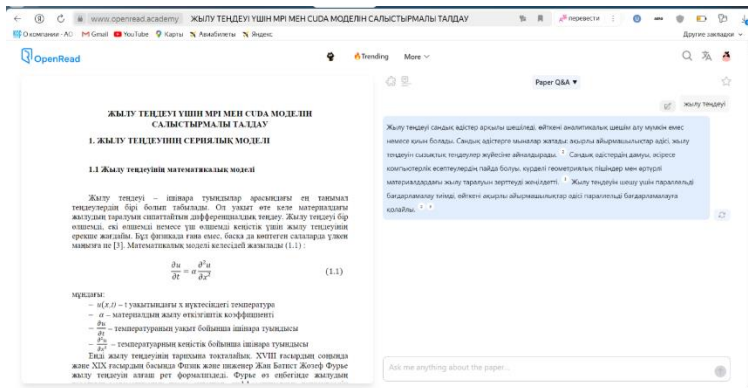 www.openread.academy
ЖЫЛУ ТЕҢДЕУІ ҮШІН MPI МЕН CUDA МОДЕЛІН САЛЫСТЫРМАЛЫ ТАЛДАУ
перевести
О компании - АО
Gmail
YouTube
Карты
Авиабилеты
Яндекс
Другие закладки
OpenRead
Trending
More
Paper Q&A
ЖЫЛУ ТЕҢДЕУІ ҮШІН MPI МЕН CUDA МОДЕЛІН
САЛЫСТЫРМАЛЫ ТАЛДАУ
1. ЖЫЛУ ТЕҢДЕУІНІҢ СЕРИЯЛЫҚ МОДЕЛІ
1.1 Жылу теңдеуінің математикалық моделі
Жылу теңдеуі – ішінара туындылар арасындағы ең танымал
теңдеулердің бірі болып табылады. Ол уақыт өте келе материалдағы
жылудың таралуын сипаттайтын дифференциалдық теңдеу. Жылу теңдеуі бір
өлшемді, екі өлшемді немесе үш өлшемді кеңістік үшін жылу теңдеуінің
ерекше жағдайы. Бұл физикада ғана емес, басқа да көптеген салаларда үлкен
маңызға ие [3]. Математикалық моделі келесідей жазылады (1.1) :
∂u/∂t = α ∂²u/∂x² (1.1)
мұндағы:
– u(x,t) – t уақытындағы x нүктесіндегі температура
– α – материалдың жылу өткізгіштік коэффициенті
– ∂u/∂t – температураның уақыт бойынша ішінара туындысы
– ∂²u/∂x² – температуарның кеңістік бойынша ішінара туындысы
Енді жылу теңдеуінің тарихына тоқталайық. XVIII ғасырдың соңында
және XIX ғасырдың басында Физик және инженер Жан Батист Жозеф Фурье
жылу теңдеуін алғаш рет формализдеді. Фурье өз еңбегінде жылудың
жылу теңдеуі
Жылу теңдеуі сандық әдістер арқылы шешіледі, өйткені аналитикалық шешім алу мүмкін емес
немесе қиын болады. Сандық әдістерге мыналар жатады: ақырлы айырмашылықтар әдісі, жылу
теңдеуін сызықтық теңдеулер жүйесіне айналдырады. Сандық әдістердің дамуы, әсіресе
компьютерлік есептеулердің пайда болуы, күрделі геометриялық пішіндер мен әртүрлі
материалдардағы жылу таралуын зерттеуді жеңілдетті. Жылу теңдеуін шешу үшін параллельді
бағдарламалау тиімді, өйткені ақырлы айырмашылықтар әдісі параллельді бағдарламалауға
қолайлы.
Ask me anything about the paper...